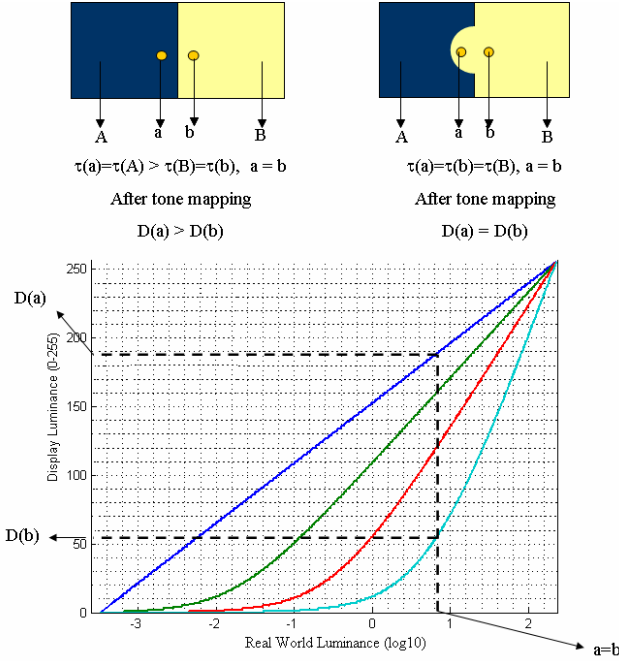 A a b B
A a b B
τ(a)=τ(A) > τ(B)=τ(b), a = b
τ(a)=τ(b)=τ(B), a = b
After tone mapping
After tone mapping
D(a) > D(b)
D(a) = D(b)
D(a)
D(b)
Display Luminance (0-255)
250
200
150
100
50
0
-3 -2 -1 0 1 2
Real World Luminance (log10)
a=b